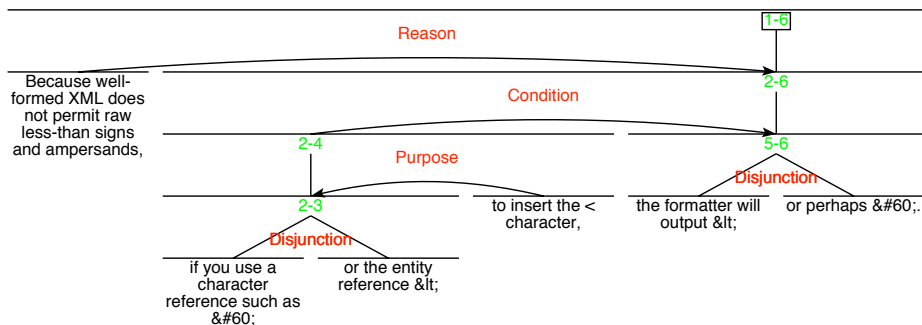 1-6
Reason
Because well-
formed XML does
not permit raw
less-than signs
and ampersands,
2-6
Condition
2-4
5-6
Purpose
Disjunction
2-3
to insert the <
character,
the formatter will
output &lt;
or perhaps &#60;.
Disjunction
if you use a
character
reference such as
&#60;
or the entity
reference &lt;